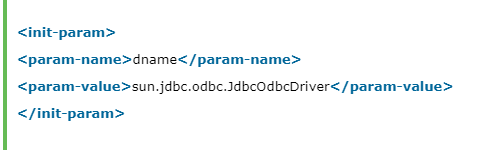 <init-param>
<param-name>dname</param-name>
<param-value>sun.jdbc.odbc.JdbcOdbcDriver</param-value>
</init-param>